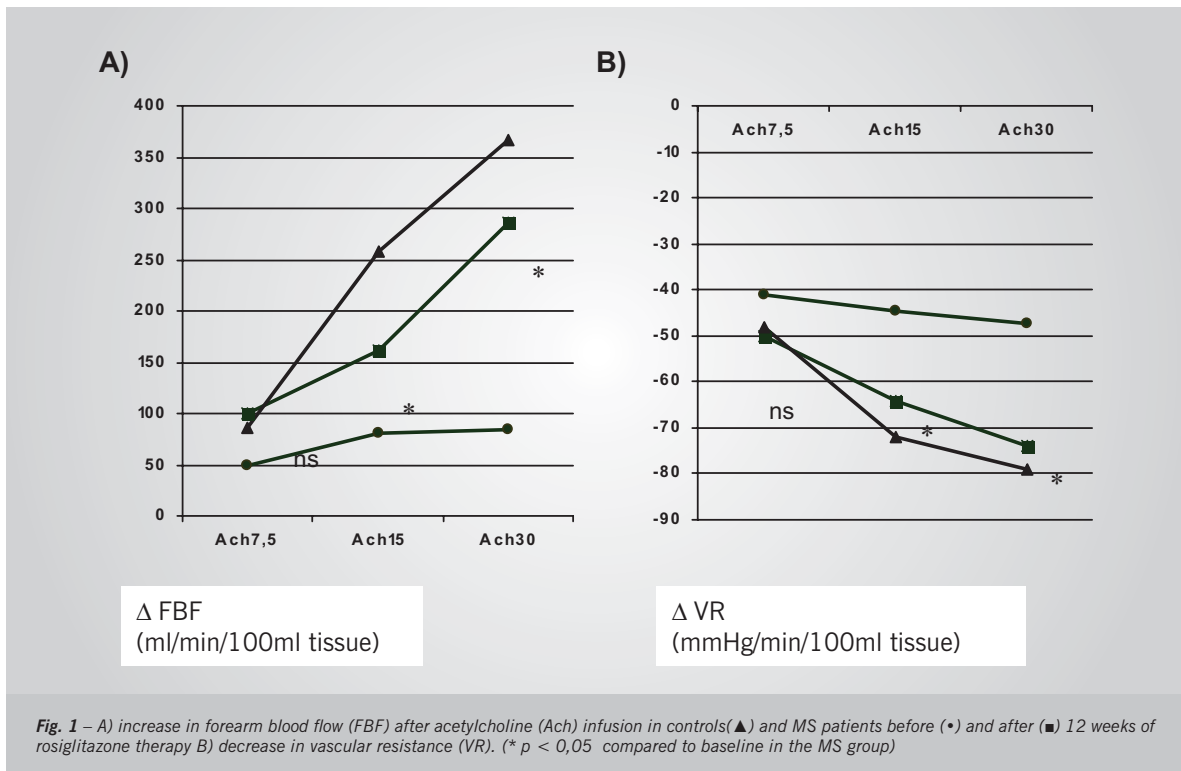 A)
B)
400
350
300
250
200
150
100
50
0
*
*
ns
Ach7,5 Ach15 Ach30
0
-10
-20
-30
-40
-50
-60
-70
-80
-90
Ach7,5 Ach15 Ach30
ns
*
*
Δ FBF
(ml/min/100ml tissue)
Δ VR
(mmHg/min/100ml tissue)
Fig. 1 – A) increase in forearm blood flow (FBF) after acetylcholine (Ach) infusion in controls(▲) and MS patients before (•) and after (■) 12 weeks of
rosiglitazone therapy B) decrease in vascular resistance (VR). (* p < 0,05 compared to baseline in the MS group)